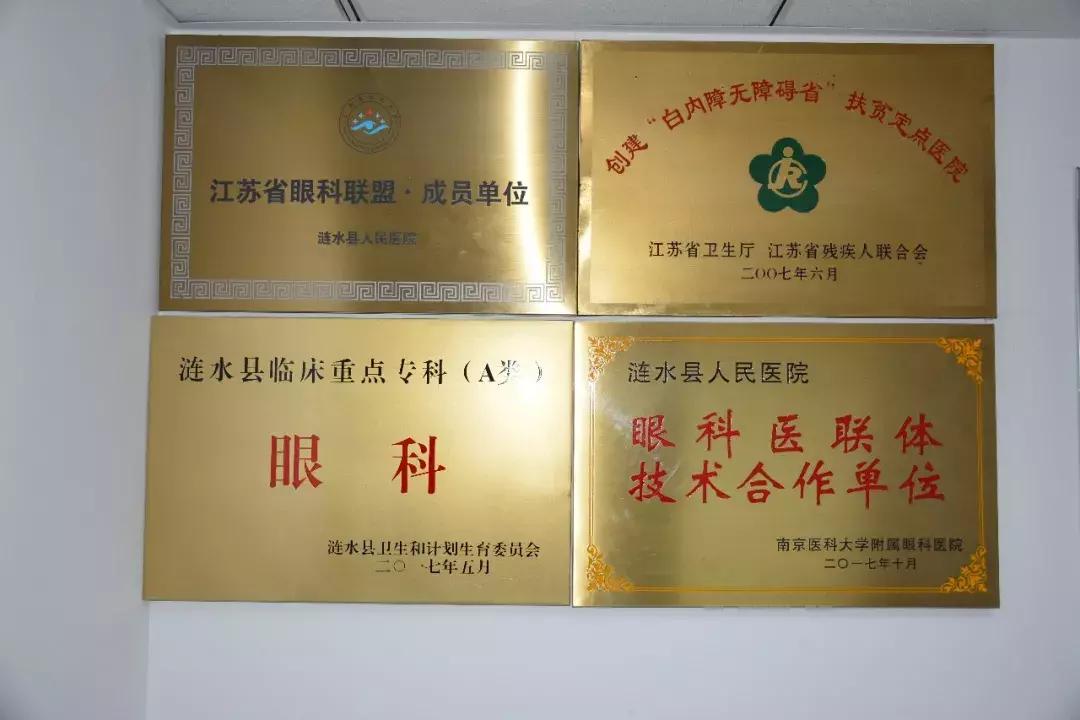 江苏省眼科联盟·成员单位
涟水县人民医院
创建“白内障无障碍省”扶贫定点医院
江苏省卫生厅 江苏省残疾人联合会
二〇〇七年六月
涟水县临床重点专科（A类）
眼 科
涟水县卫生和计划生育委员会
二〇一七年五月
涟水县人民医院
眼科医联体
技术合作单位
南京医科大学附属眼科医院
二〇一七年十月